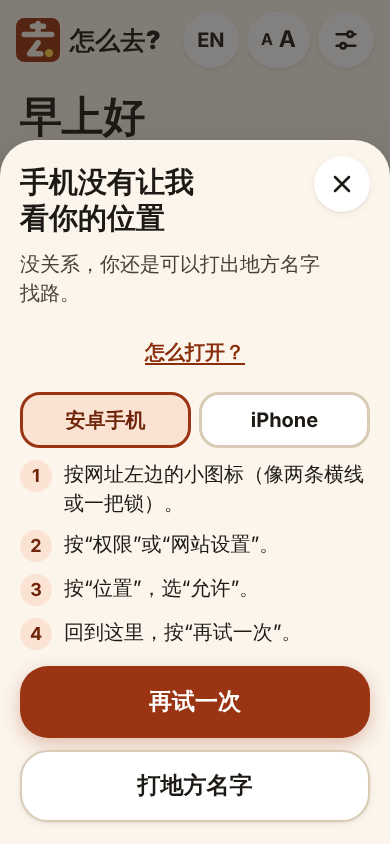 去 怎么去? EN A A
早上好
手机没有让我
看你的位置
没关系，你还是可以打出地方名字
找路。
怎么打开？
安卓手机 iPhone
1 按网址左边的小图标（像两条横线
或一把锁）。
2 按“权限”或“网站设置”。
3 按“位置”，选“允许”。
4 回到这里，按“再试一次”。
再试一次
打地方名字